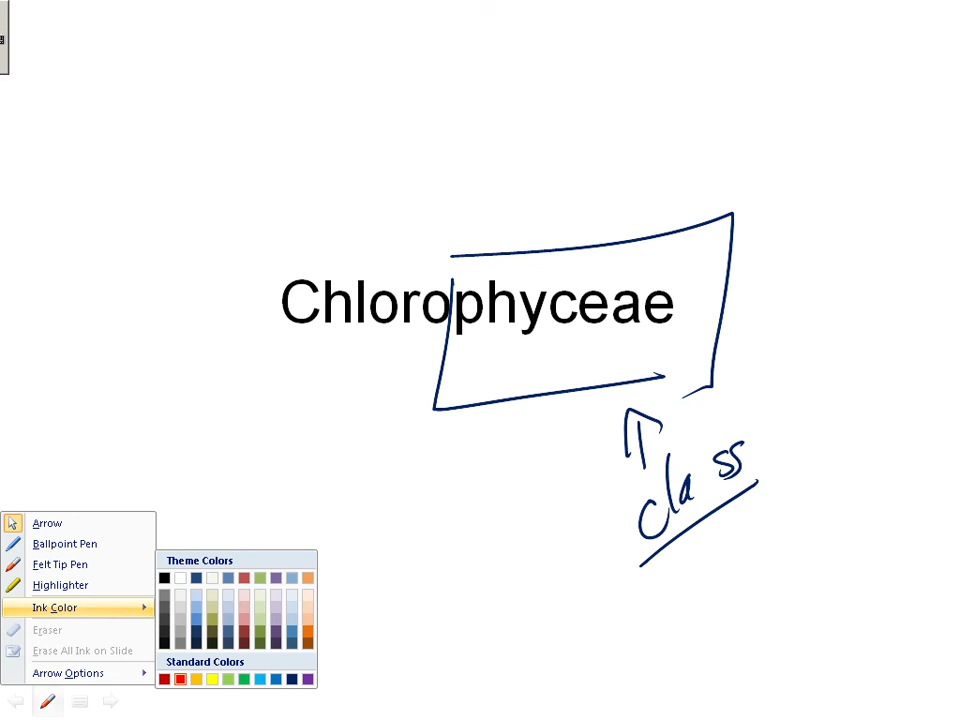 Chlorophyceae
class
Arrow
Ballpoint Pen
Felt Tip Pen
Highlighter
Ink Color
Eraser
Erase All Ink on Slide
Arrow Options
Theme Colors
Standard Colors